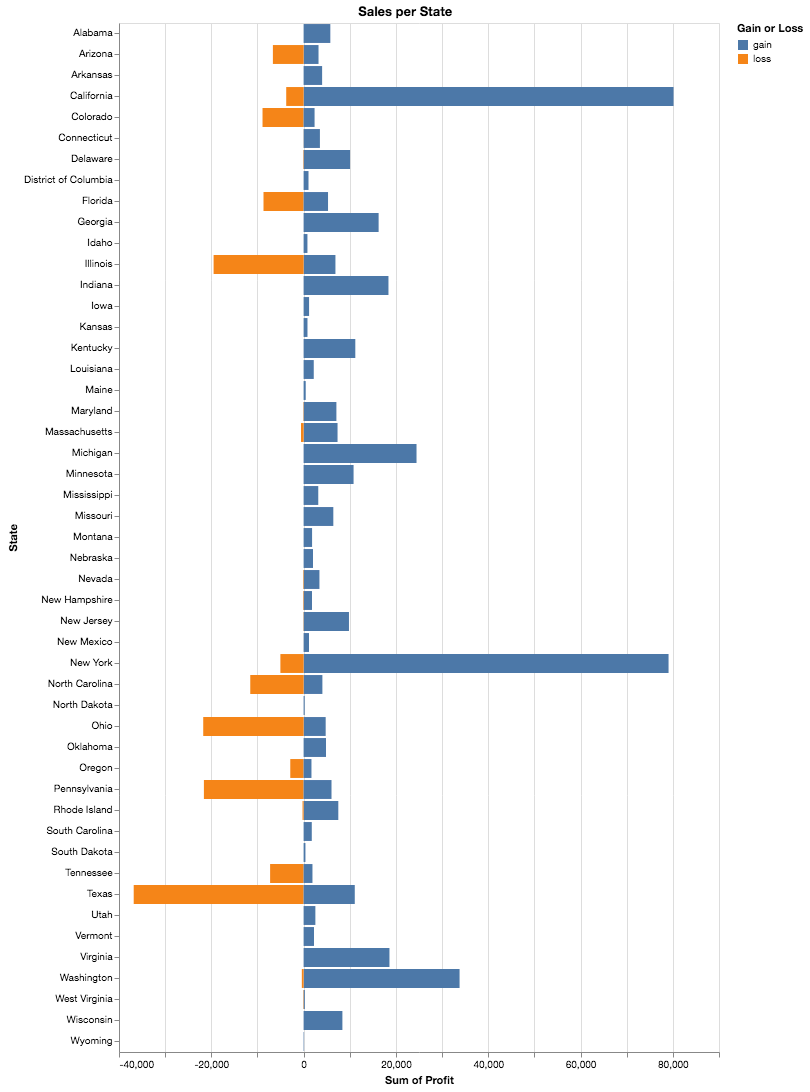 Sales per State
Gain or Loss
gain
loss
State
Alabama
Arizona
Arkansas
California
Colorado
Connecticut
Delaware
District of Columbia
Florida
Georgia
Idaho
Illinois
Indiana
Iowa
Kansas
Kentucky
Louisiana
Maine
Maryland
Massachusetts
Michigan
Minnesota
Mississippi
Missouri
Montana
Nebraska
Nevada
New Hampshire
New Jersey
New Mexico
New York
North Carolina
North Dakota
Ohio
Oklahoma
Oregon
Pennsylvania
Rhode Island
South Carolina
South Dakota
Tennessee
Texas
Utah
Vermont
Virginia
Washington
West Virginia
Wisconsin
Wyoming
-40,000 -20,000 0 20,000 40,000 60,000 80,000
Sum of Profit